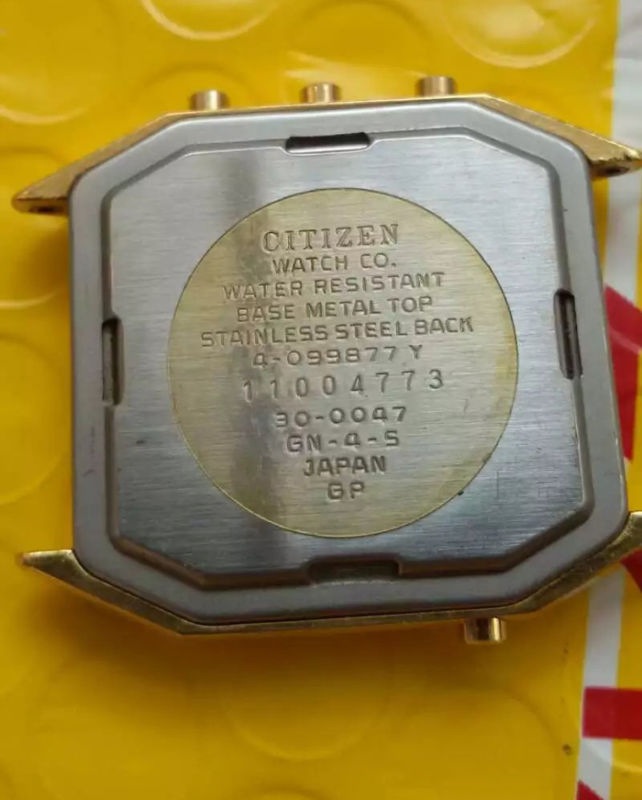 CITIZEN
WATCH CO.
WATER RESISTANT
BASE METAL TOP
STAINLESS STEEL BACK
4-099877 Y
11004773
30-0047
GN-4-S
JAPAN
GP